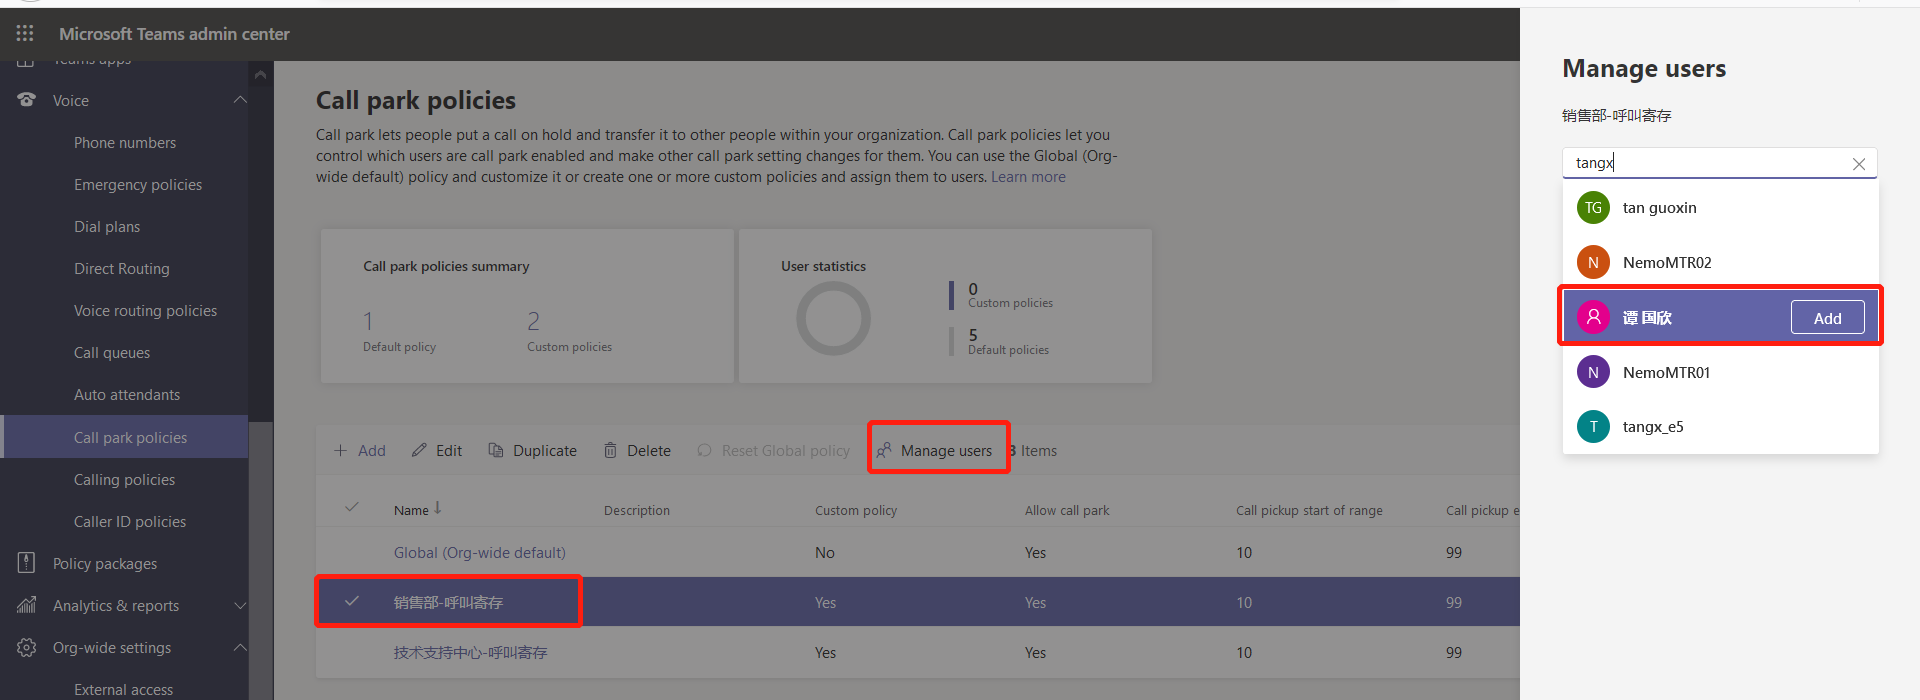 Microsoft Teams admin center
Teams apps
Voice
Phone numbers
Emergency policies
Dial plans
Direct Routing
Voice routing policies
Call queues
Auto attendants
Call park policies
Calling policies
Caller ID policies
Policy packages
Analytics & reports
Org-wide settings
External access
Call park policies
Call park lets people put a call on hold and transfer it to other people within your organization. Call park policies let you
control which users are call park enabled and make other call park setting changes for them. You can use the Global (Org-
wide default) policy and customize it or create one or more custom policies and assign them to users. Learn more
Call park policies summary
1
Default policy
2
Custom policies
User statistics
0
Custom policies
5
Default policies
Add Edit Duplicate Delete Reset Global policy Manage users 3 Items
Name Description Custom policy Allow call park Call pickup start of range Call pickup e
Global (Org-wide default) No Yes 10 99
销售部-呼叫寄存 Yes Yes 10 99
技术支持中心-呼叫寄存 Yes Yes 10 99
Manage users
销售部-呼叫寄存
tangx
TG tan guoxin
N NemoMTR02
谭 国欣 Add
N NemoMTR01
T tangx_e5